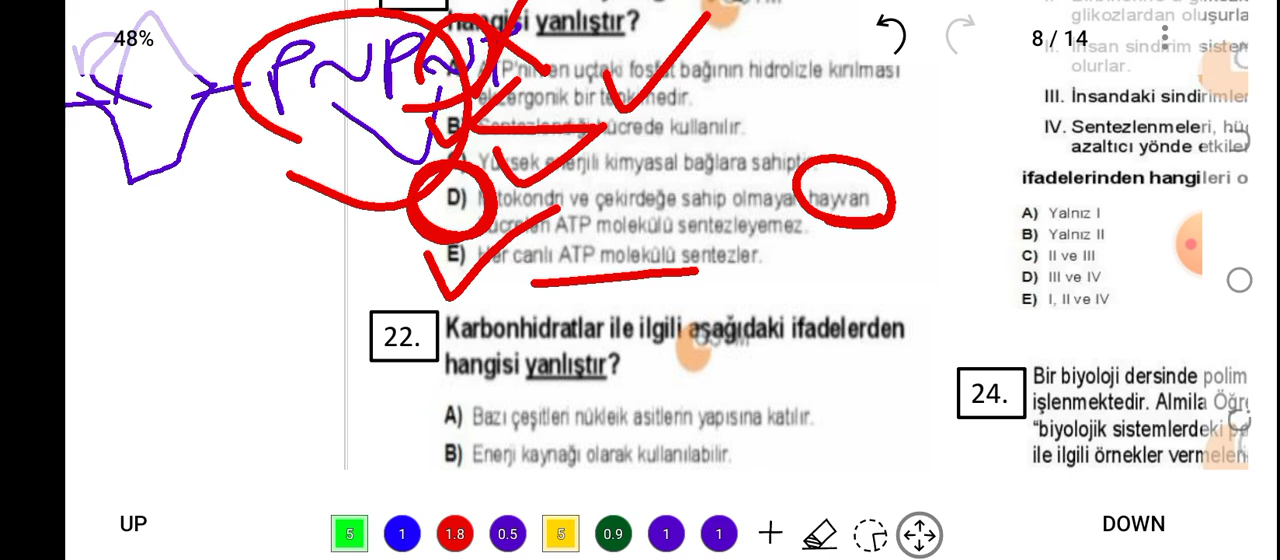 48%
8 / 14
hangisi yanlıştır?
ATP'nin en uçtaki fosfat bağının hidrolizle kırılması
ekzergonik bir tepkimedir.
B) Sentezlendiği hücrede kullanılır.
Yüksek enerjili kimyasal bağlara sahiptir.
D) Mitokondri ve çekirdeğe sahip olmayan hayvan
hücreleri ATP molekülü sentezleyemez.
E) Her canlı ATP molekülü sentezler.
22. Karbonhidratlar ile ilgili aşağıdaki ifadelerden
hangisi yanlıştır?
A) Bazı çeşitleri nükleik asitlerin yapısına katılır.
B) Enerji kaynağı olarak kullanılabilir.
glikozlardan oluşurla
II. İnsan sindirim sistem
olurlar.
III. İnsandaki sindirimler
IV. Sentezlenmeleri, hü
azaltıcı yönde etkiler
ifadelerinden hangileri o
A) Yalnız I
B) Yalnız II
C) II ve III
D) III ve IV
E) I, II ve IV
24. Bir biyoloji dersinde polim
işlenmektedir. Almila Öğre
"biyolojik sistemlerdeki
ile ilgili örnekler vermelen
P~P~P
UP
5 1 1.8 0.5 5 0.9 1 1
DOWN